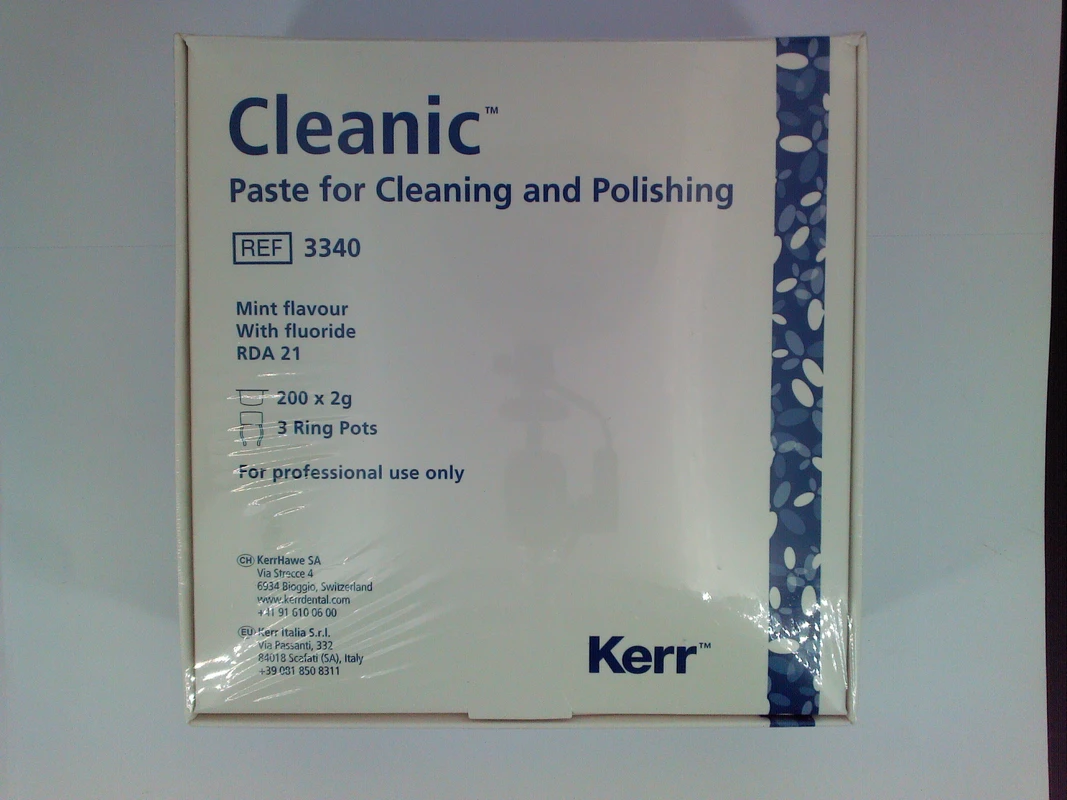 Cleanic™
Paste for Cleaning and Polishing
REF 3340
Mint flavour
With fluoride
RDA 21
200 x 2g
3 Ring Pots
For professional use only
CH KerrHawe SA
Via Strecce 4
6934 Bioggio, Switzerland
www.kerrdental.com
+41 91 610 06 00
EU Kerr Italia S.r.l.
Via Passanti, 332
84018 Scafati (SA), Italy
+39 081 850 8311
Kerr™